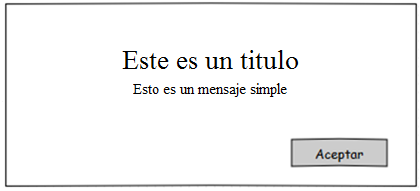 Este es un titulo
Esto es un mensaje simple
Aceptar